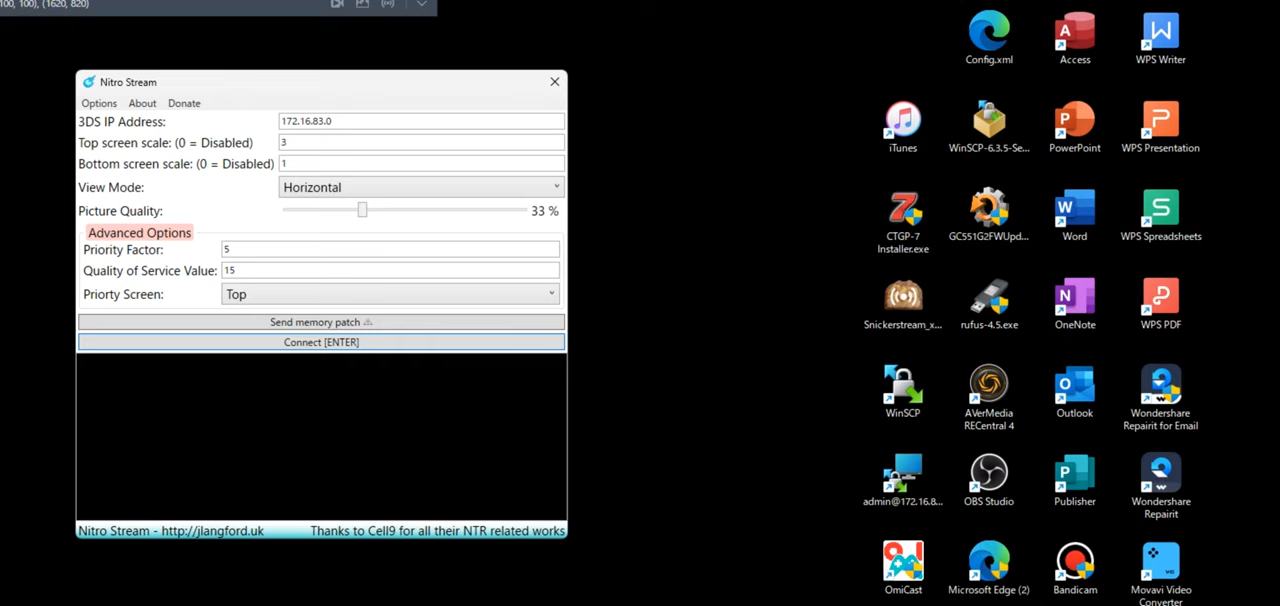 100, 100), (1620, 820)
Nitro Stream
Options About Donate
3DS IP Address: 172.16.83.0
Top screen scale: (0 = Disabled) 3
Bottom screen scale: (0 = Disabled) 1
View Mode: Horizontal
Picture Quality: 33 %
Advanced Options
Priority Factor: 5
Quality of Service Value: 15
Priorty Screen: Top
Send memory patch ⚠
Connect [ENTER]
Nitro Stream - http://jlangford.uk Thanks to Cell9 for all their NTR related works
Config.xml
Access
WPS Writer
iTunes
WinSCP-6.3.5-Se...
PowerPoint
WPS Presentation
CTGP-7
Installer.exe
GC551G2FWUpd...
Word
WPS Spreadsheets
Snickerstream_x...
rufus-4.5.exe
OneNote
WPS PDF
WinSCP
AVerMedia
RECentral 4
Outlook
Wondershare
Repairit for Email
admin@172.16.8...
OBS Studio
Publisher
Wondershare
Repairit
OmiCast
Microsoft Edge (2)
Bandicam
Movavi Video
Converter